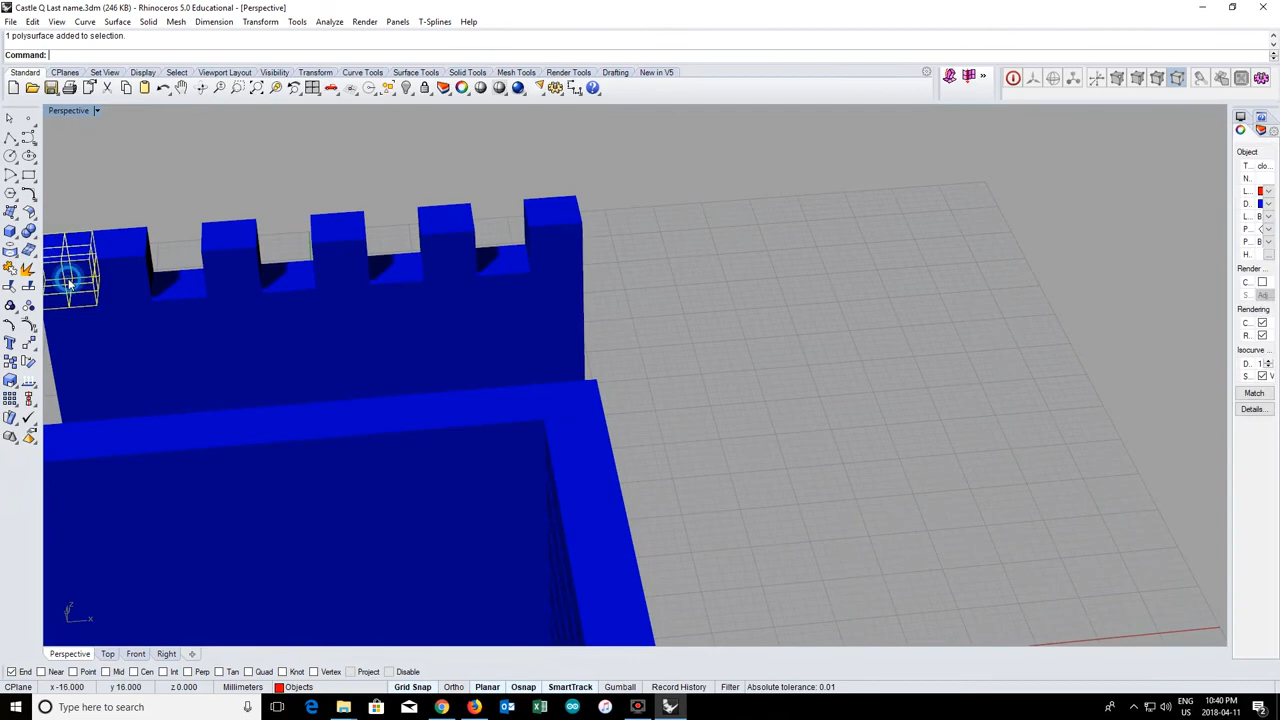 Castle Q Last name.3dm (246 KB) - Rhinoceros 5.0 Educational - [Perspective]
File Edit View Curve Surface Solid Mesh Dimension Transform Tools Analyze Render Panels T-Splines Help
1 polysurface added to selection.
Command:
Standard CPlanes Set View Display Select Viewport Layout Visibility Transform Curve Tools Surface Tools Solid Tools Mesh Tools Render Tools Drafting New in V5
Perspective
Object
T... clo...
N...
L...
D...
L... B
P...
P... B
H...
Render ...
C...
S... Adj
Rendering
C...
R...
Isocurve ...
D... 1
S... V
Match
Details...
z
x
Perspective Top Front Right
End Near Point Mid Cen Int Perp Tan Quad Knot Vertex Project Disable
CPlane x -16.000 y 16.000 z 0.000 Millimeters Objects Grid Snap Ortho Planar Osnap SmartTrack Gumball Record History Filter Absolute tolerance: 0.01
Type here to search
ENG
US
10:40 PM
2018-04-11